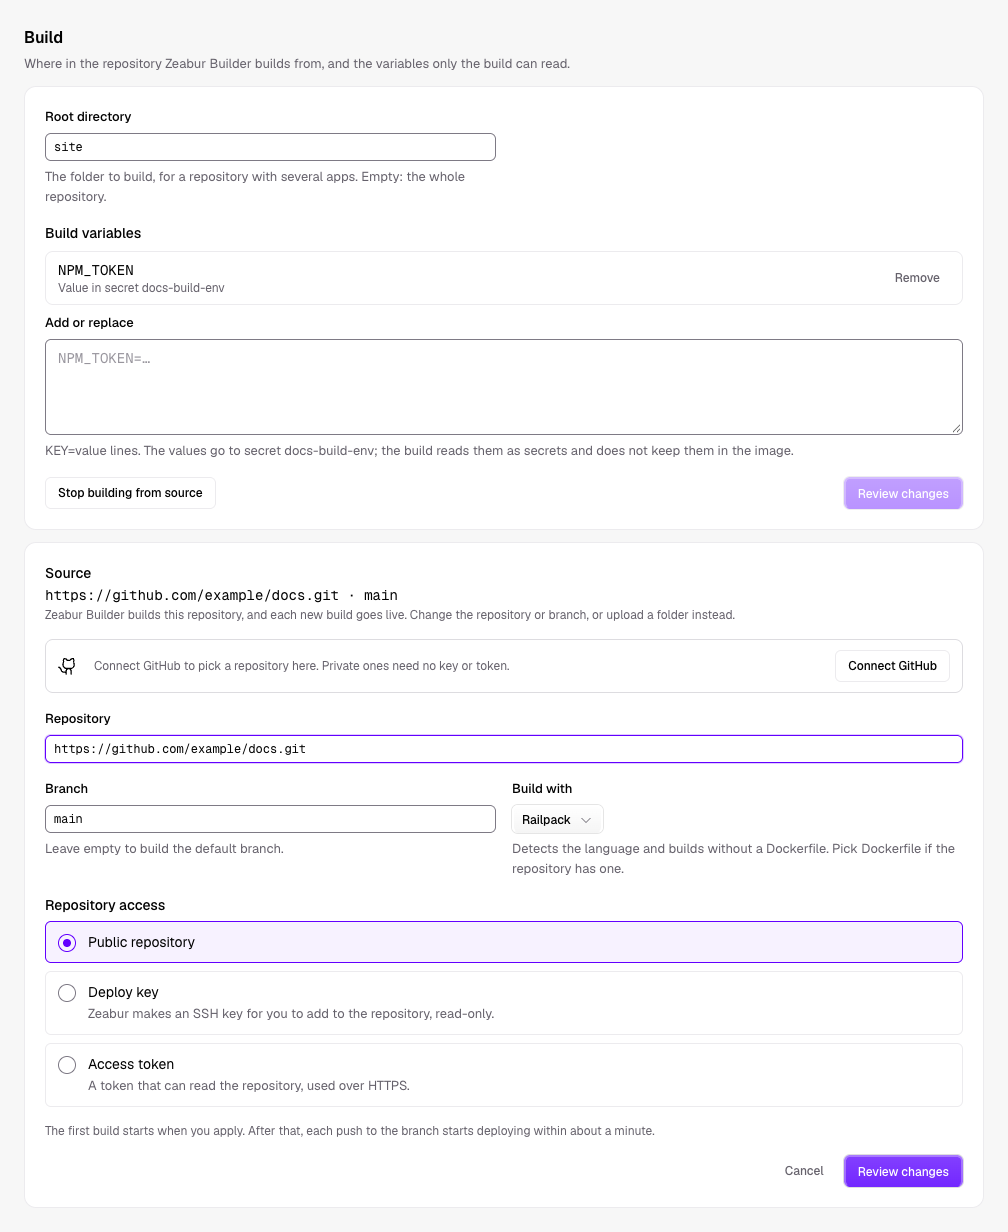 Build
Where in the repository Zeabur Builder builds from, and the variables only the build can read.
Root directory
site
The folder to build, for a repository with several apps. Empty: the whole
repository.
Build variables
NPM_TOKEN
Value in secret docs-build-env
Remove
Add or replace
NPM_TOKEN=…
KEY=value lines. The values go to secret docs-build-env; the build reads them as secrets and does not keep them in the image.
Stop building from source
Review changes
Source
https://github.com/example/docs.git · main
Zeabur Builder builds this repository, and each new build goes live. Change the repository or branch, or upload a folder instead.
Connect GitHub to pick a repository here. Private ones need no key or token.
Connect GitHub
Repository
https://github.com/example/docs.git
Branch
main
Leave empty to build the default branch.
Build with
Railpack
Detects the language and builds without a Dockerfile. Pick Dockerfile if the
repository has one.
Repository access
Public repository
Deploy key
Zeabur makes an SSH key for you to add to the repository, read-only.
Access token
A token that can read the repository, used over HTTPS.
The first build starts when you apply. After that, each push to the branch starts deploying within about a minute.
Cancel
Review changes